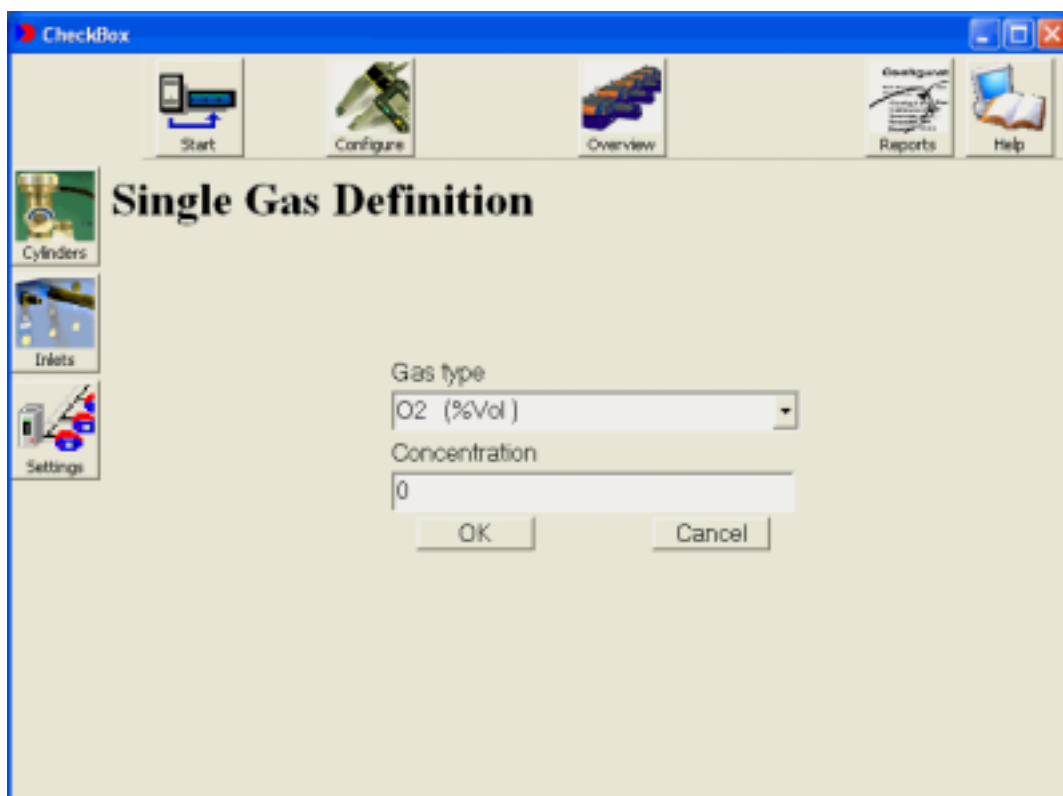 CheckBox
Start
Configure
Overview
Reports
Help
Cylinders
Single Gas Definition
Inlets
Settings
Gas type
O2 (%Vol )
Concentration
0
OK
Cancel